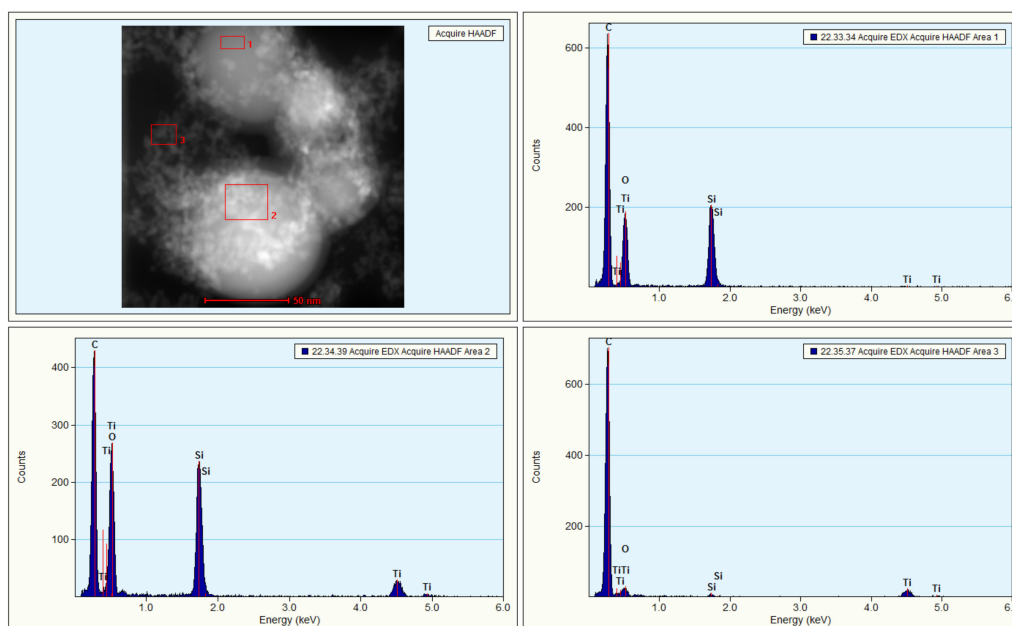 Acquire HAADF
1
3
2
50 nm
22.33.34 Acquire EDX Acquire HAADF Area 1
C
600
400
Counts
O
Ti
Ti
Si
Si
200
Ti
Ti
Ti
1.0 2.0 3.0 4.0 5.0 6.0
Energy (keV)
22.34.39 Acquire EDX Acquire HAADF Area 2
C
400
Ti
O
Ti
300
Si
Si
Counts
200
100
Ti
Ti
Ti
1.0 2.0 3.0 4.0 5.0 6.0
Energy (keV)
22.35.37 Acquire EDX Acquire HAADF Area 3
C
600
400
Counts
200
O
TiTi
Ti
Si
Si
Ti
Ti
1.0 2.0 3.0 4.0 5.0 6.0
Energy (keV)